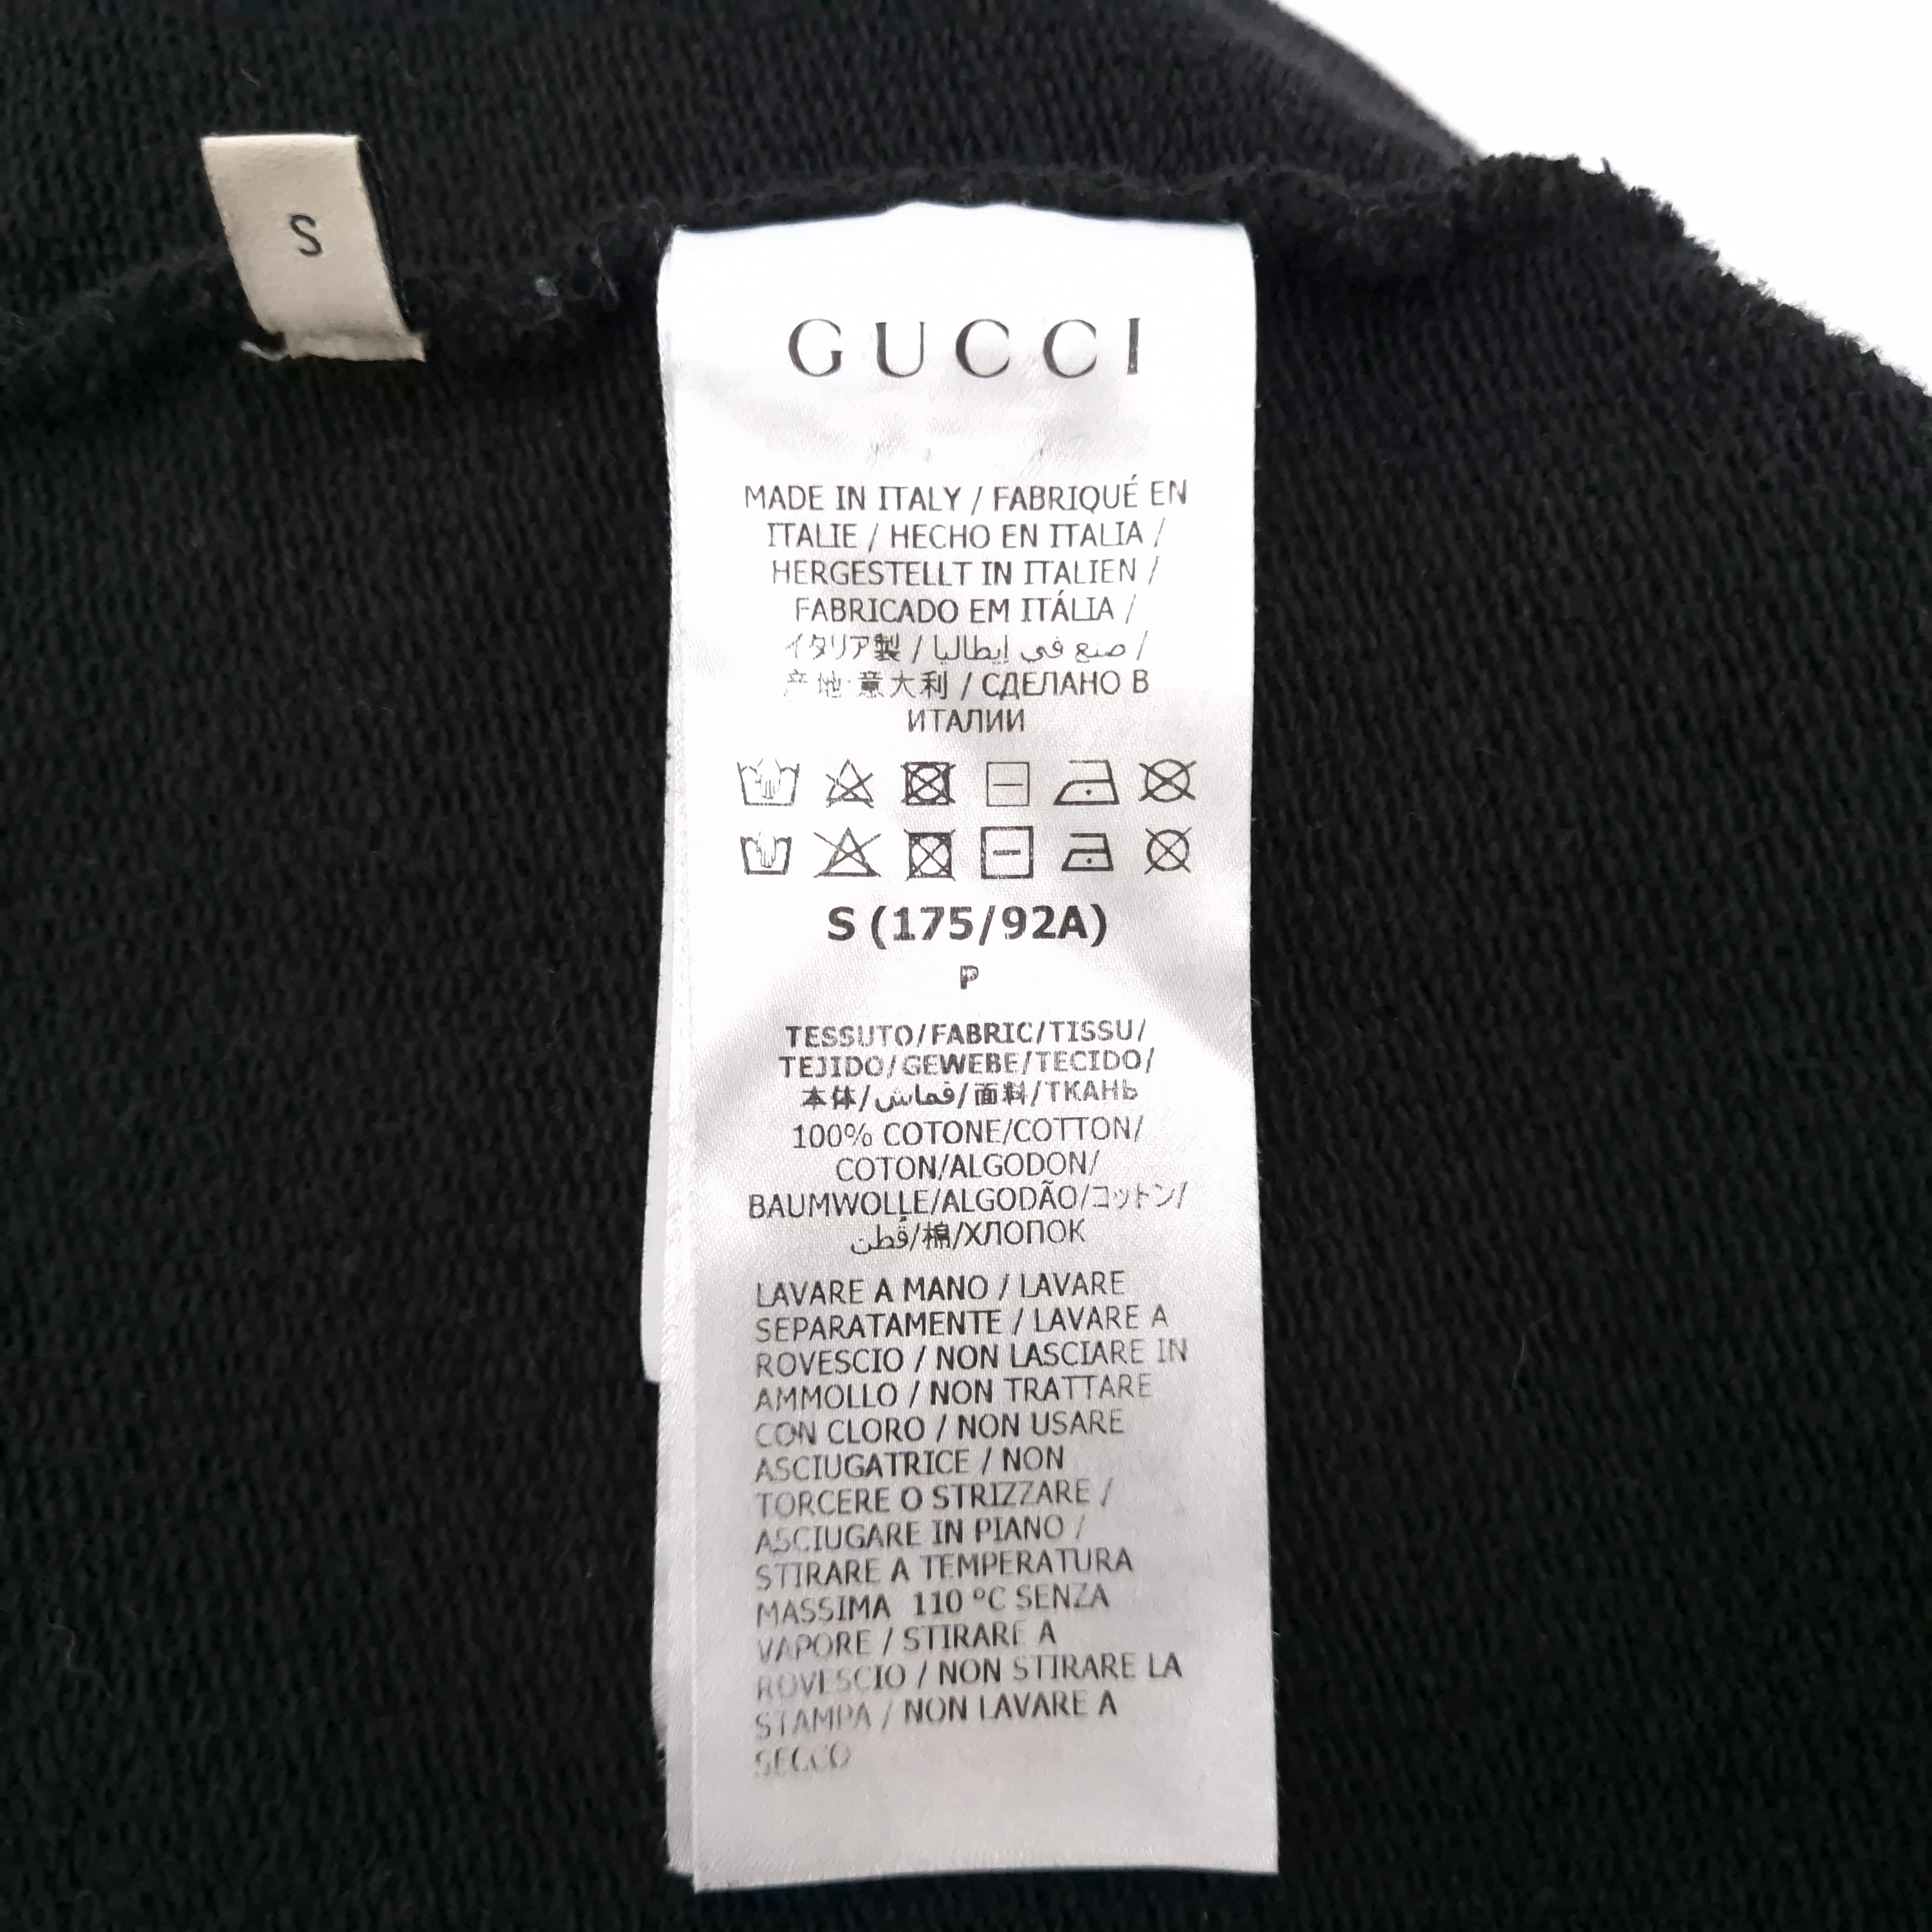 S
GUCCI
MADE IN ITALY / FABRIQUÉ EN
ITALIE / HECHO EN ITALIA /
HERGESTELLT IN ITALIEN /
FABRICADO EM ITÁLIA /
イタリア製 / صنع في إيطاليا /
产地:意大利 / СДЕЛАНО В
ИТАЛИИ
S (175/92A)
P
TESSUTO/FABRIC/TISSU/
TEJIDO/GEWEBE/TECIDO/
本体/قماش/面料/ТКАНЬ
100% COTONE/COTTON/
COTON/ALGODON/
BAUMWOLLE/ALGODÃO/コットン/
قُطن/棉/ХЛОПОК
LAVARE A MANO / LAVARE
SEPARATAMENTE / LAVARE A
ROVESCIO / NON LASCIARE IN
AMMOLLO / NON TRATTARE
CON CLORO / NON USARE
ASCIUGATRICE / NON
TORCERE O STRIZZARE /
ASCIUGARE IN PIANO /
STIRARE A TEMPERATURA
MASSIMA 110 °C SENZA
VAPORE / STIRARE A
ROVESCIO / NON STIRARE LA
STAMPA / NON LAVARE A
SECCO